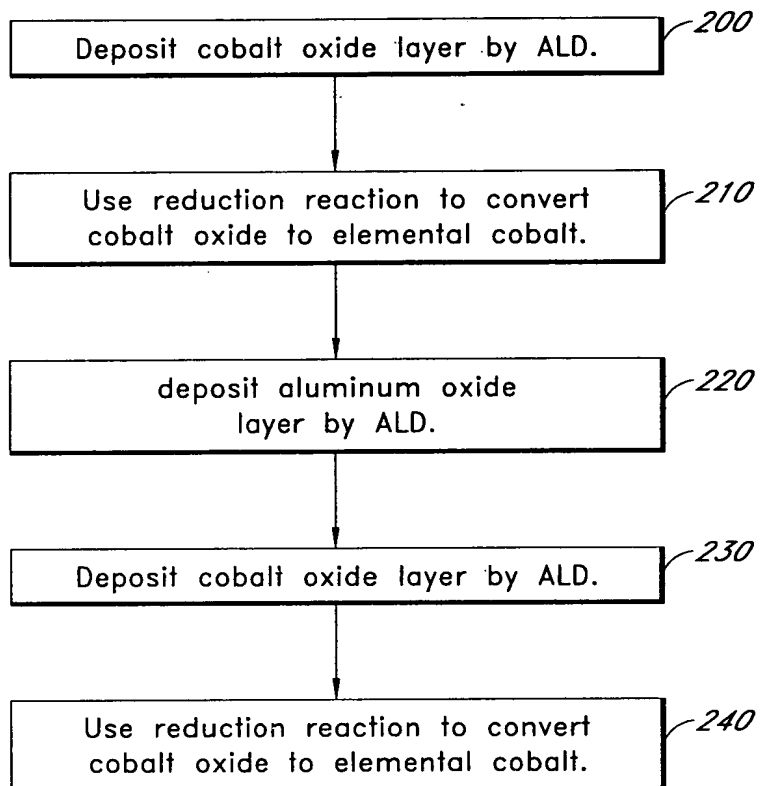 Deposit cobalt oxide layer by ALD.
200
Use reduction reaction to convert
cobalt oxide to elemental cobalt.
210
deposit aluminum oxide
layer by ALD.
220
Deposit cobalt oxide layer by ALD.
230
Use reduction reaction to convert
cobalt oxide to elemental cobalt.
240